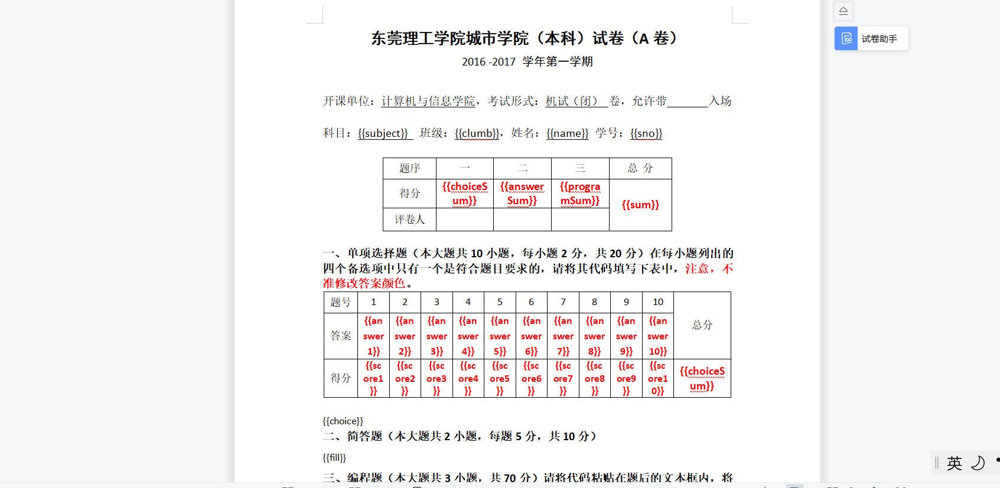 东莞理工学院城市学院（本科）试卷（A 卷）
试卷助手
2016 -2017 学年第一学期
开课单位：计算机与信息学院，考试形式：机试（闭） 卷，允许带_______入场
科目：{{subject}} 班级：{{clumb}}，姓名：{{name}} 学号：{{sno}}
题序 一 二 三 总 分
得分 {{choiceSum}} {{answerSum}} {{programSum}} {{sum}}
评卷人
一、单项选择题（本大题共 10 小题，每小题 2 分，共 20 分）在每小题列出的
四个备选项中只有一个是符合题目要求的，请将其代码填写下表中，注意，不
准修改答案颜色。
题号 1 2 3 4 5 6 7 8 9 10 总分
答案 {{answer1}} {{answer2}} {{answer3}} {{answer4}} {{answer5}} {{answer6}} {{answer7}} {{answer8}} {{answer9}} {{answer10}}
得分 {{score1}} {{score2}} {{score3}} {{score4}} {{score5}} {{score6}} {{score7}} {{score8}} {{score9}} {{score10}} {{choiceSum}}
{{choice}}
二、简答题（本大题共 2 小题，每题 5 分，共 10 分）
{{fill}}
英
三、编程题（本大题共 3 小题，共 70 分）请将代码粘贴在题后的文本框内，将